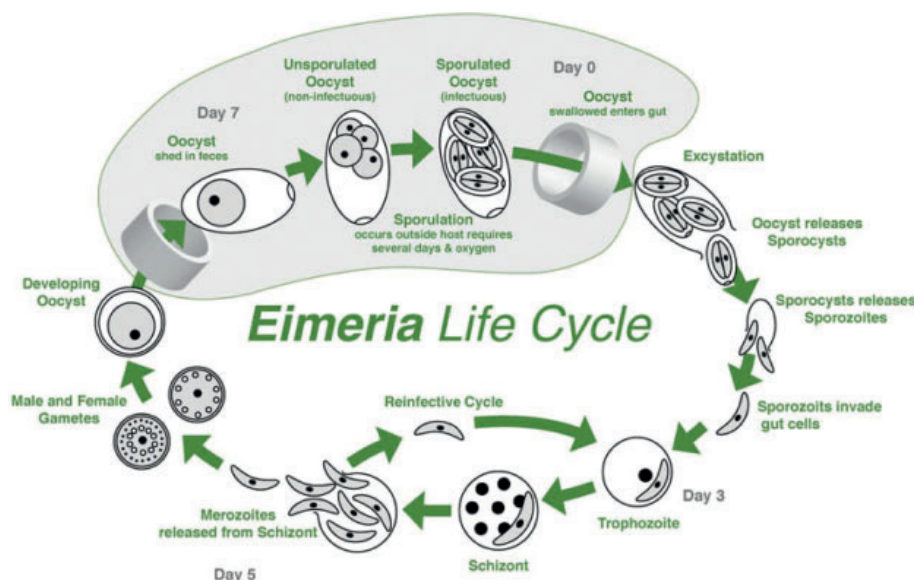 Unsporulated
Oocyst
(non-infectuous)
Sporulated
Oocyst
(infectuous)
Day 0
Oocyst
swallowed enters gut
Day 7
Oocyst
shed in feces
Excystation
Sporulation
occurs outside host requires
several days & oxygen
Oocyst releases
Sporocysts
Developing
Oocyst
Eimeria Life Cycle
Sporocysts releases
Sporozoites
Male and Female
Gametes
Reinfective Cycle
Sporozoits invade
gut cells
Day 3
Trophozoite
Merozoites
released from Schizont
Schizont
Day 5